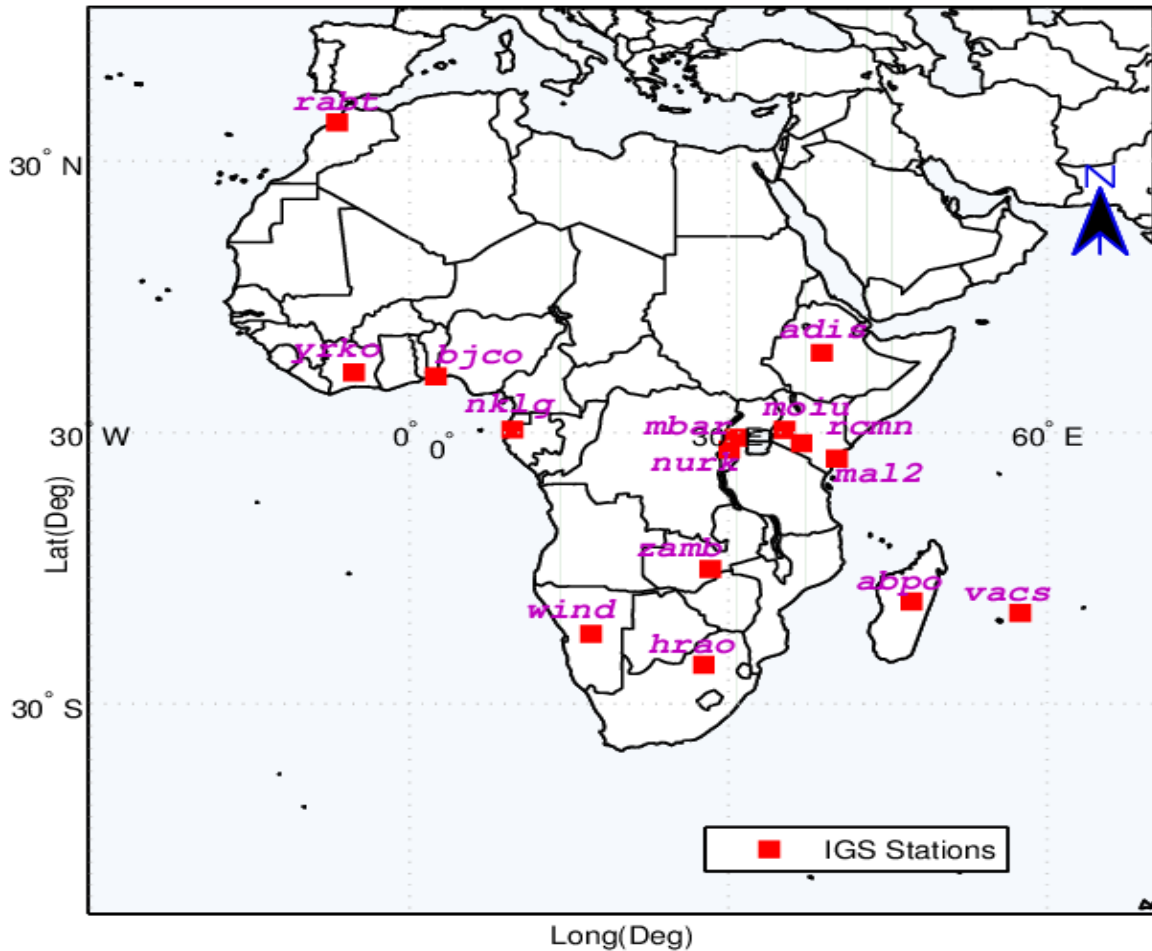 rabt
30° N
N
adis
yrko
bjco
nklg
moiu
mbar
rcmn
30° W
0°
0°
30° E
60° E
nurk
mal2
Lat(Deg)
zamb
abpo
vacs
wind
hrao
30° S
IGS Stations
Long(Deg)